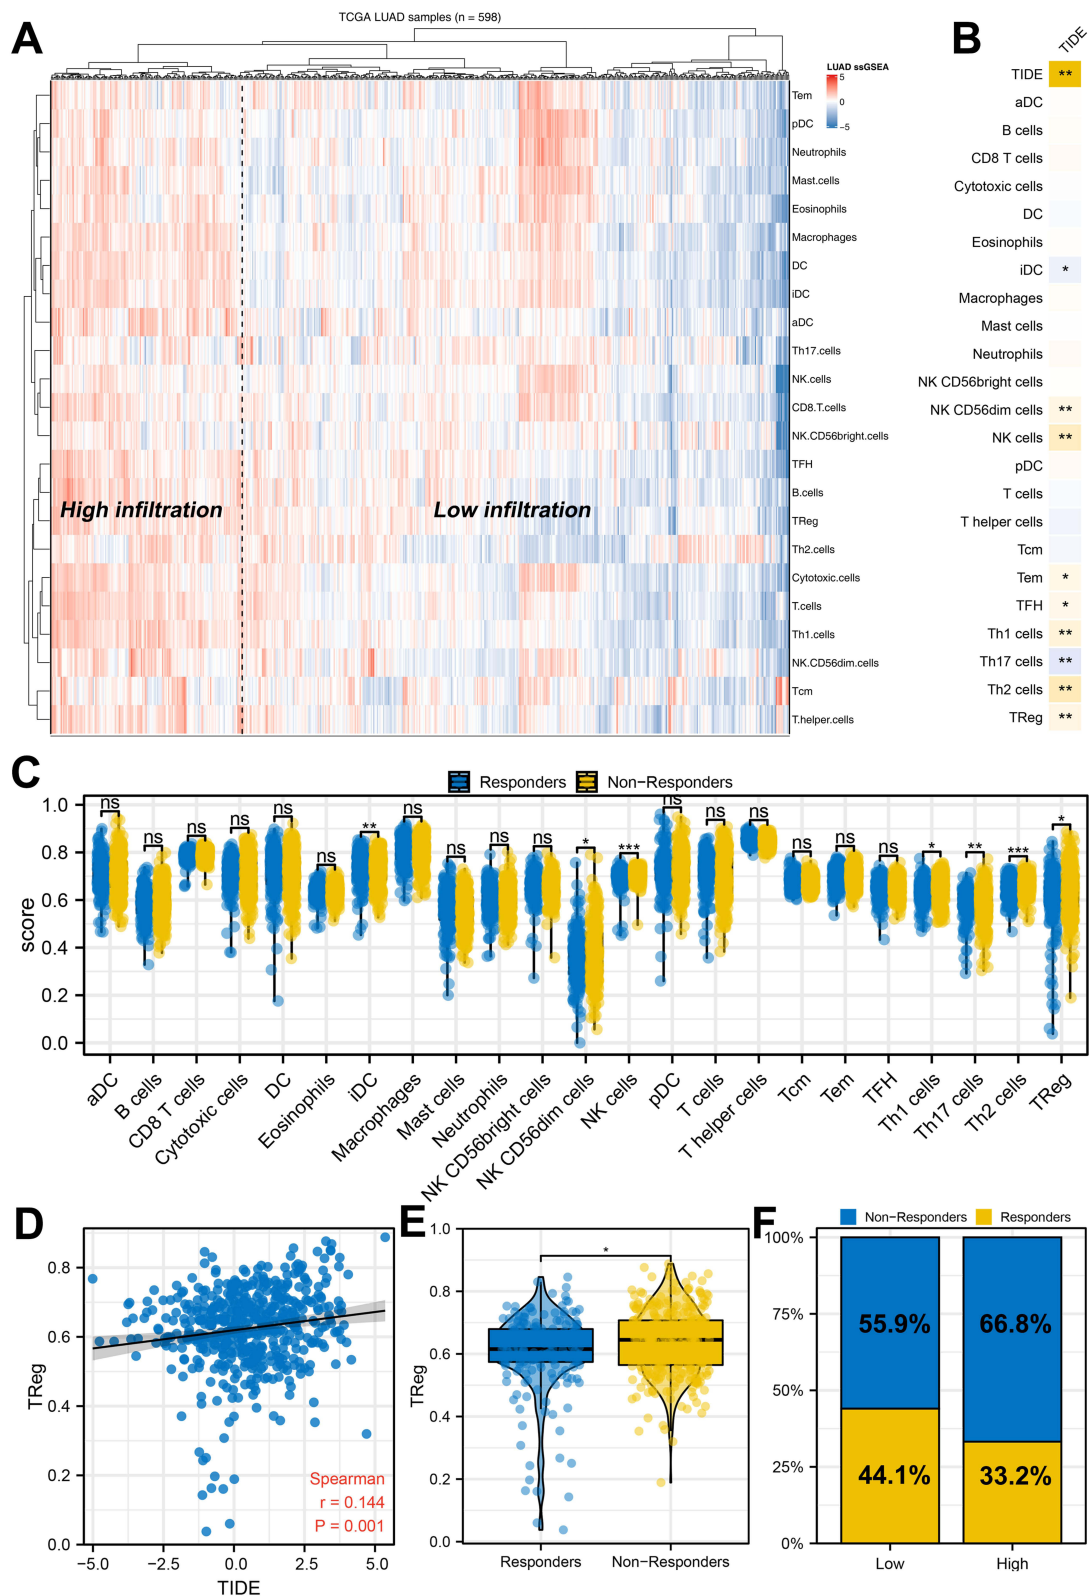 A
TCGA LUAD samples (n = 598)
LUAD ssGSEA
5
0
−5
Tem
pDC
Neutrophils
Mast.cells
Eosinophils
Macrophages
DC
iDC
aDC
Th17.cells
NK.cells
CD8.T.cells
NK.CD56bright.cells
TFH
B.cells
TReg
Th2.cells
Cytotoxic.cells
T.cells
Th1.cells
NK.CD56dim.cells
Tcm
T.helper.cells
High infiltration
Low infiltration
B
TIDE
TIDE **
aDC
B cells
CD8 T cells
Cytotoxic cells
DC
Eosinophils
iDC *
Macrophages
Mast cells
Neutrophils
NK CD56bright cells
NK CD56dim cells **
NK cells **
pDC
T cells
T helper cells
Tcm
Tem *
TFH *
Th1 cells **
Th17 cells **
Th2 cells **
TReg **
C
Responders Non−Responders
score
1.0
0.8
0.6
0.4
0.2
0.0
ns ns ns ns ns ns ** ns ns ns ns * *** ns ns ns ns ns ns * ** *** *
aDC
B cells
CD8 T cells
Cytotoxic cells
DC
Eosinophils
iDC
Macrophages
Mast cells
Neutrophils
NK CD56bright cells
NK CD56dim cells
NK cells
pDC
T cells
T helper cells
Tcm
Tem
TFH
Th1 cells
Th17 cells
Th2 cells
TReg
D
TReg
0.8
0.6
0.4
0.2
0.0
Spearman
r = 0.144
P = 0.001
−5.0 −2.5 0.0 2.5 5.0
TIDE
E
TReg
1.0
0.8
0.6
0.4
0.2
0.0
*
Responders Non−Responders
F
Non−Responders Responders
100%
75%
50%
25%
0%
55.9% 66.8%
44.1% 33.2%
Low High